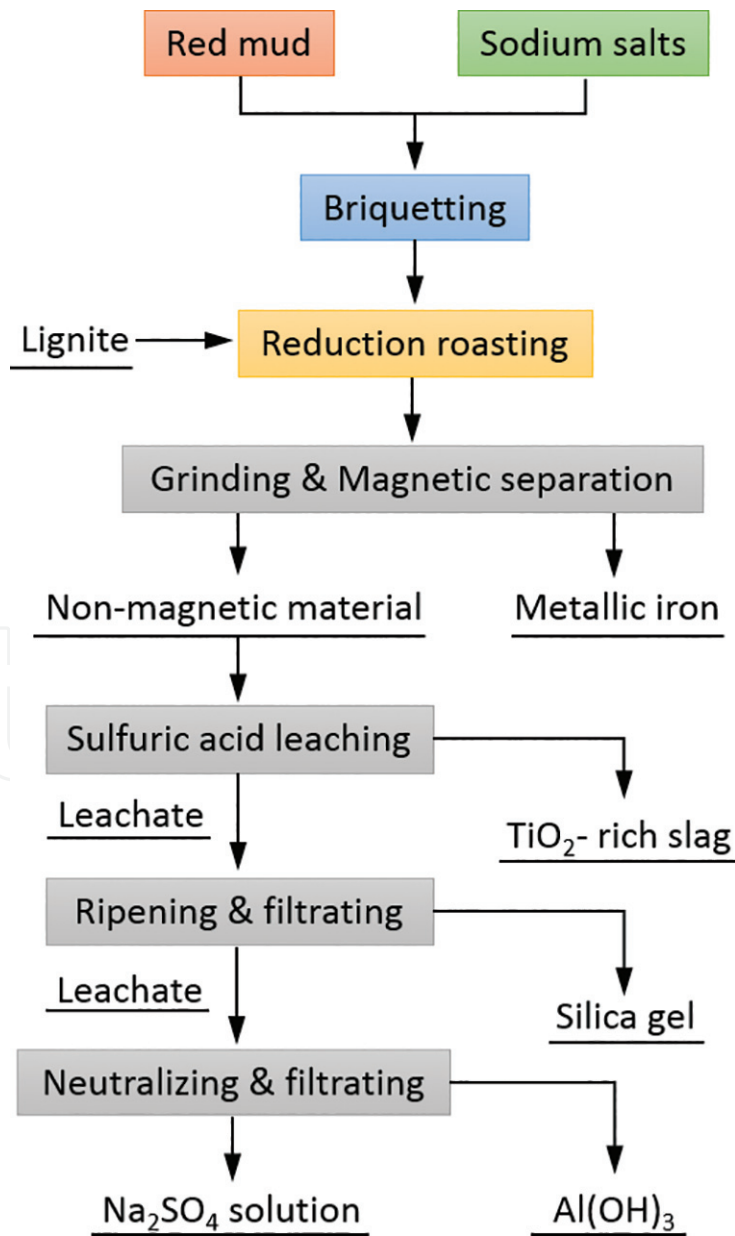 Red mud
Sodium salts
Briquetting
Lignite
Reduction roasting
Grinding & Magnetic separation
Non-magnetic material
Metallic iron
Sulfuric acid leaching
Leachate
TiO₂- rich slag
Ripening & filtrating
Leachate
Silica gel
Neutralizing & filtrating
Na₂SO₄ solution
Al(OH)₃